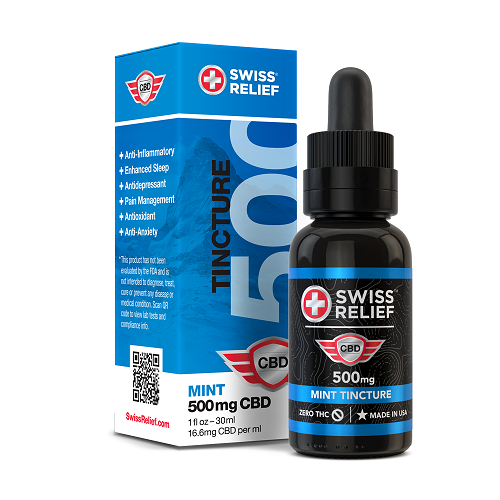 CBD
+ Anti-Inflammatory
+ Enhanced Sleep
+ Antidepressant
+ Pain Management
+ Antioxidant
+ Anti-Anxiety
*This product has not been
evaluated by the FDA and is
not intended to diagnose, treat,
cure or prevent any disease or
medical condition. Scan QR
code to view lab tests and
compliance info.
SwissRelief.com
SWISS
RELIEF
TINCTURE
500
CBD
MINT
500mg CBD
1 fl oz – 30ml
16.6mg CBD per ml
SWISS™
RELIEF
CBD
500mg
MINT TINCTURE
ZERO THC
★ MADE IN USA